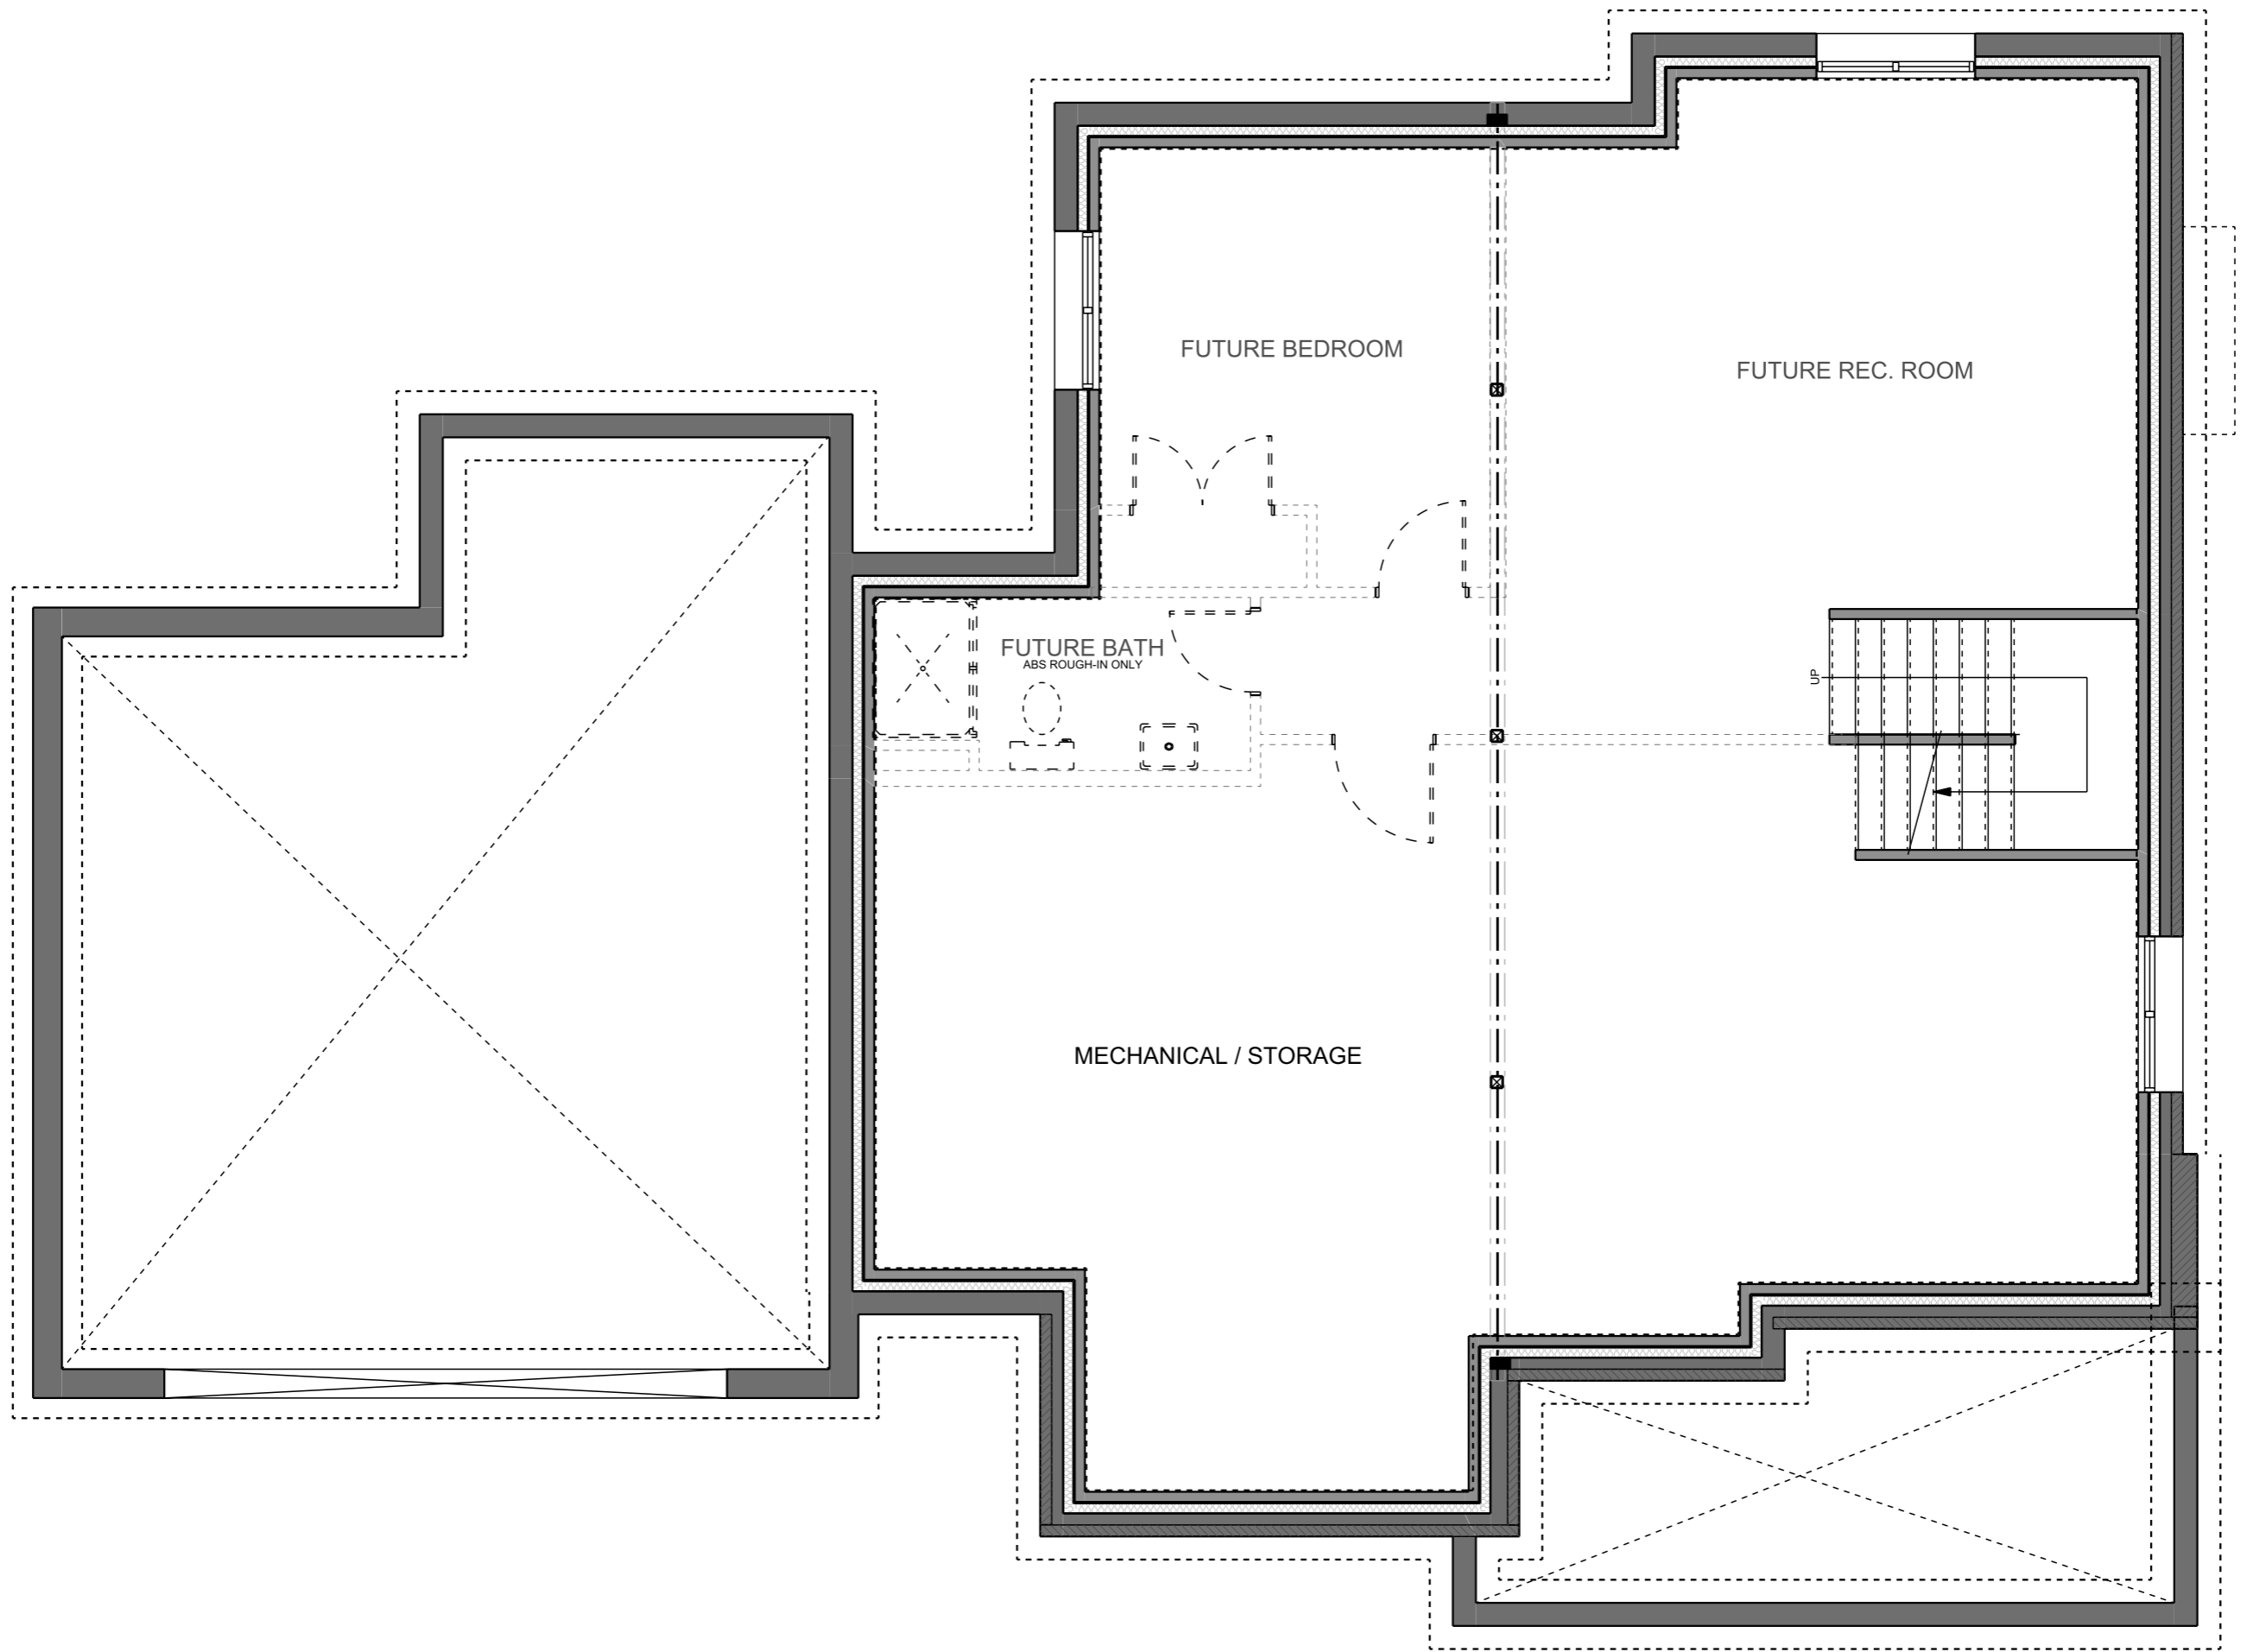 FUTURE BEDROOM
FUTURE REC. ROOM
FUTURE BATH
ABS ROUGH-IN ONLY
UP
MECHANICAL / STORAGE